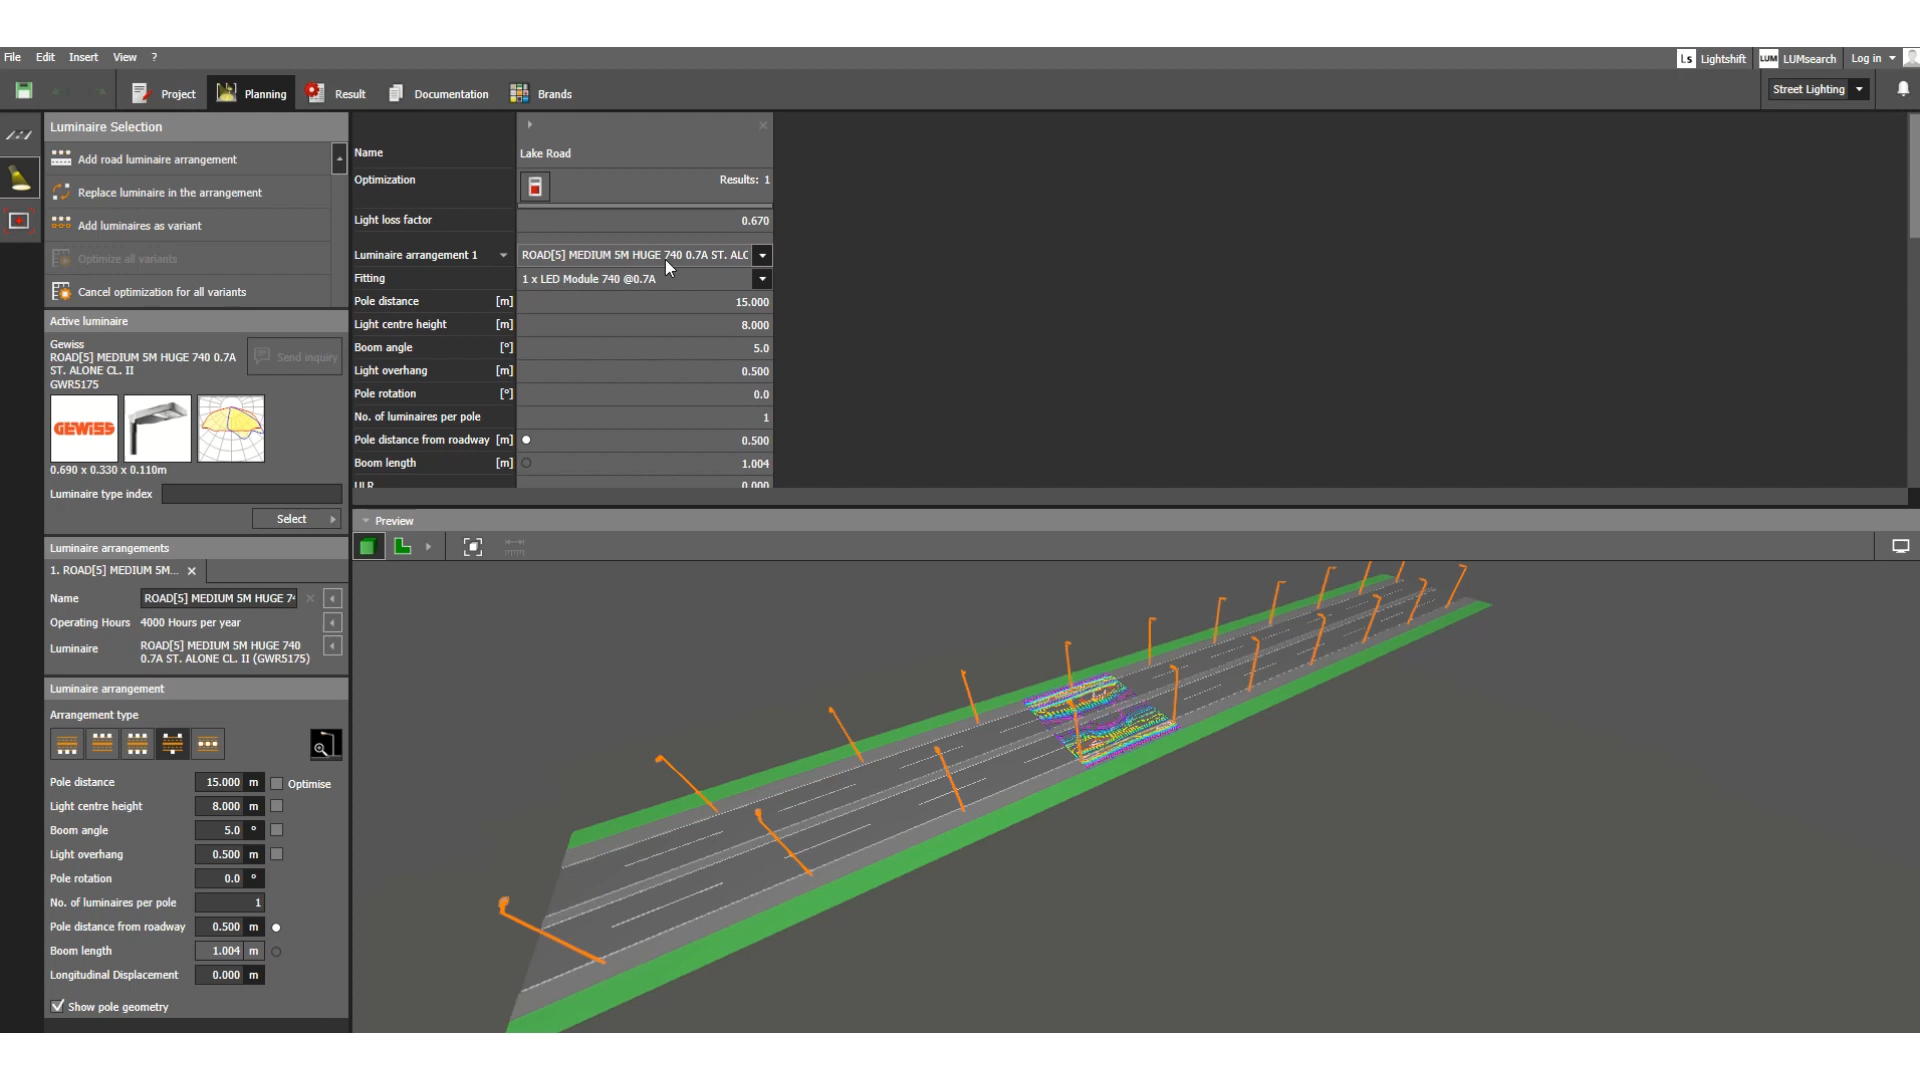 File Edit Insert View ?
Ls Lightshift LUM LUMsearch Log in
Project Planning Result Documentation Brands
Street Lighting
Luminaire Selection
Add road luminaire arrangement
Replace luminaire in the arrangement
Add luminaires as variant
Optimize all variants
Cancel optimization for all variants
Active luminaire
Gewiss
ROAD[5] MEDIUM 5M HUGE 740 0.7A
ST. ALONE CL. II
GWR5175
Send inquiry
GEWISS
0.690 x 0.330 x 0.110m
Luminaire type index
Select
Luminaire arrangements
1. ROAD[5] MEDIUM 5M...
Name ROAD[5] MEDIUM 5M HUGE 74
Operating Hours 4000 Hours per year
Luminaire ROAD[5] MEDIUM 5M HUGE 740
0.7A ST. ALONE CL. II (GWR5175)
Luminaire arrangement
Arrangement type
Pole distance 15.000 m Optimise
Light centre height 8.000 m
Boom angle 5.0 °
Light overhang 0.500 m
Pole rotation 0.0 °
No. of luminaires per pole 1
Pole distance from roadway 0.500 m
Boom length 1.004 m
Longitudinal Displacement 0.000 m
Show pole geometry
Name Lake Road
Optimization Results: 1
Light loss factor 0.670
Luminaire arrangement 1 ROAD[5] MEDIUM 5M HUGE 740 0.7A ST. ALC
Fitting 1 x LED Module 740 @0.7A
Pole distance [m] 15.000
Light centre height [m] 8.000
Boom angle [°] 5.0
Light overhang [m] 0.500
Pole rotation [°] 0.0
No. of luminaires per pole 1
Pole distance from roadway [m] 0.500
Boom length [m] 1.004
ULR 0.000
Preview